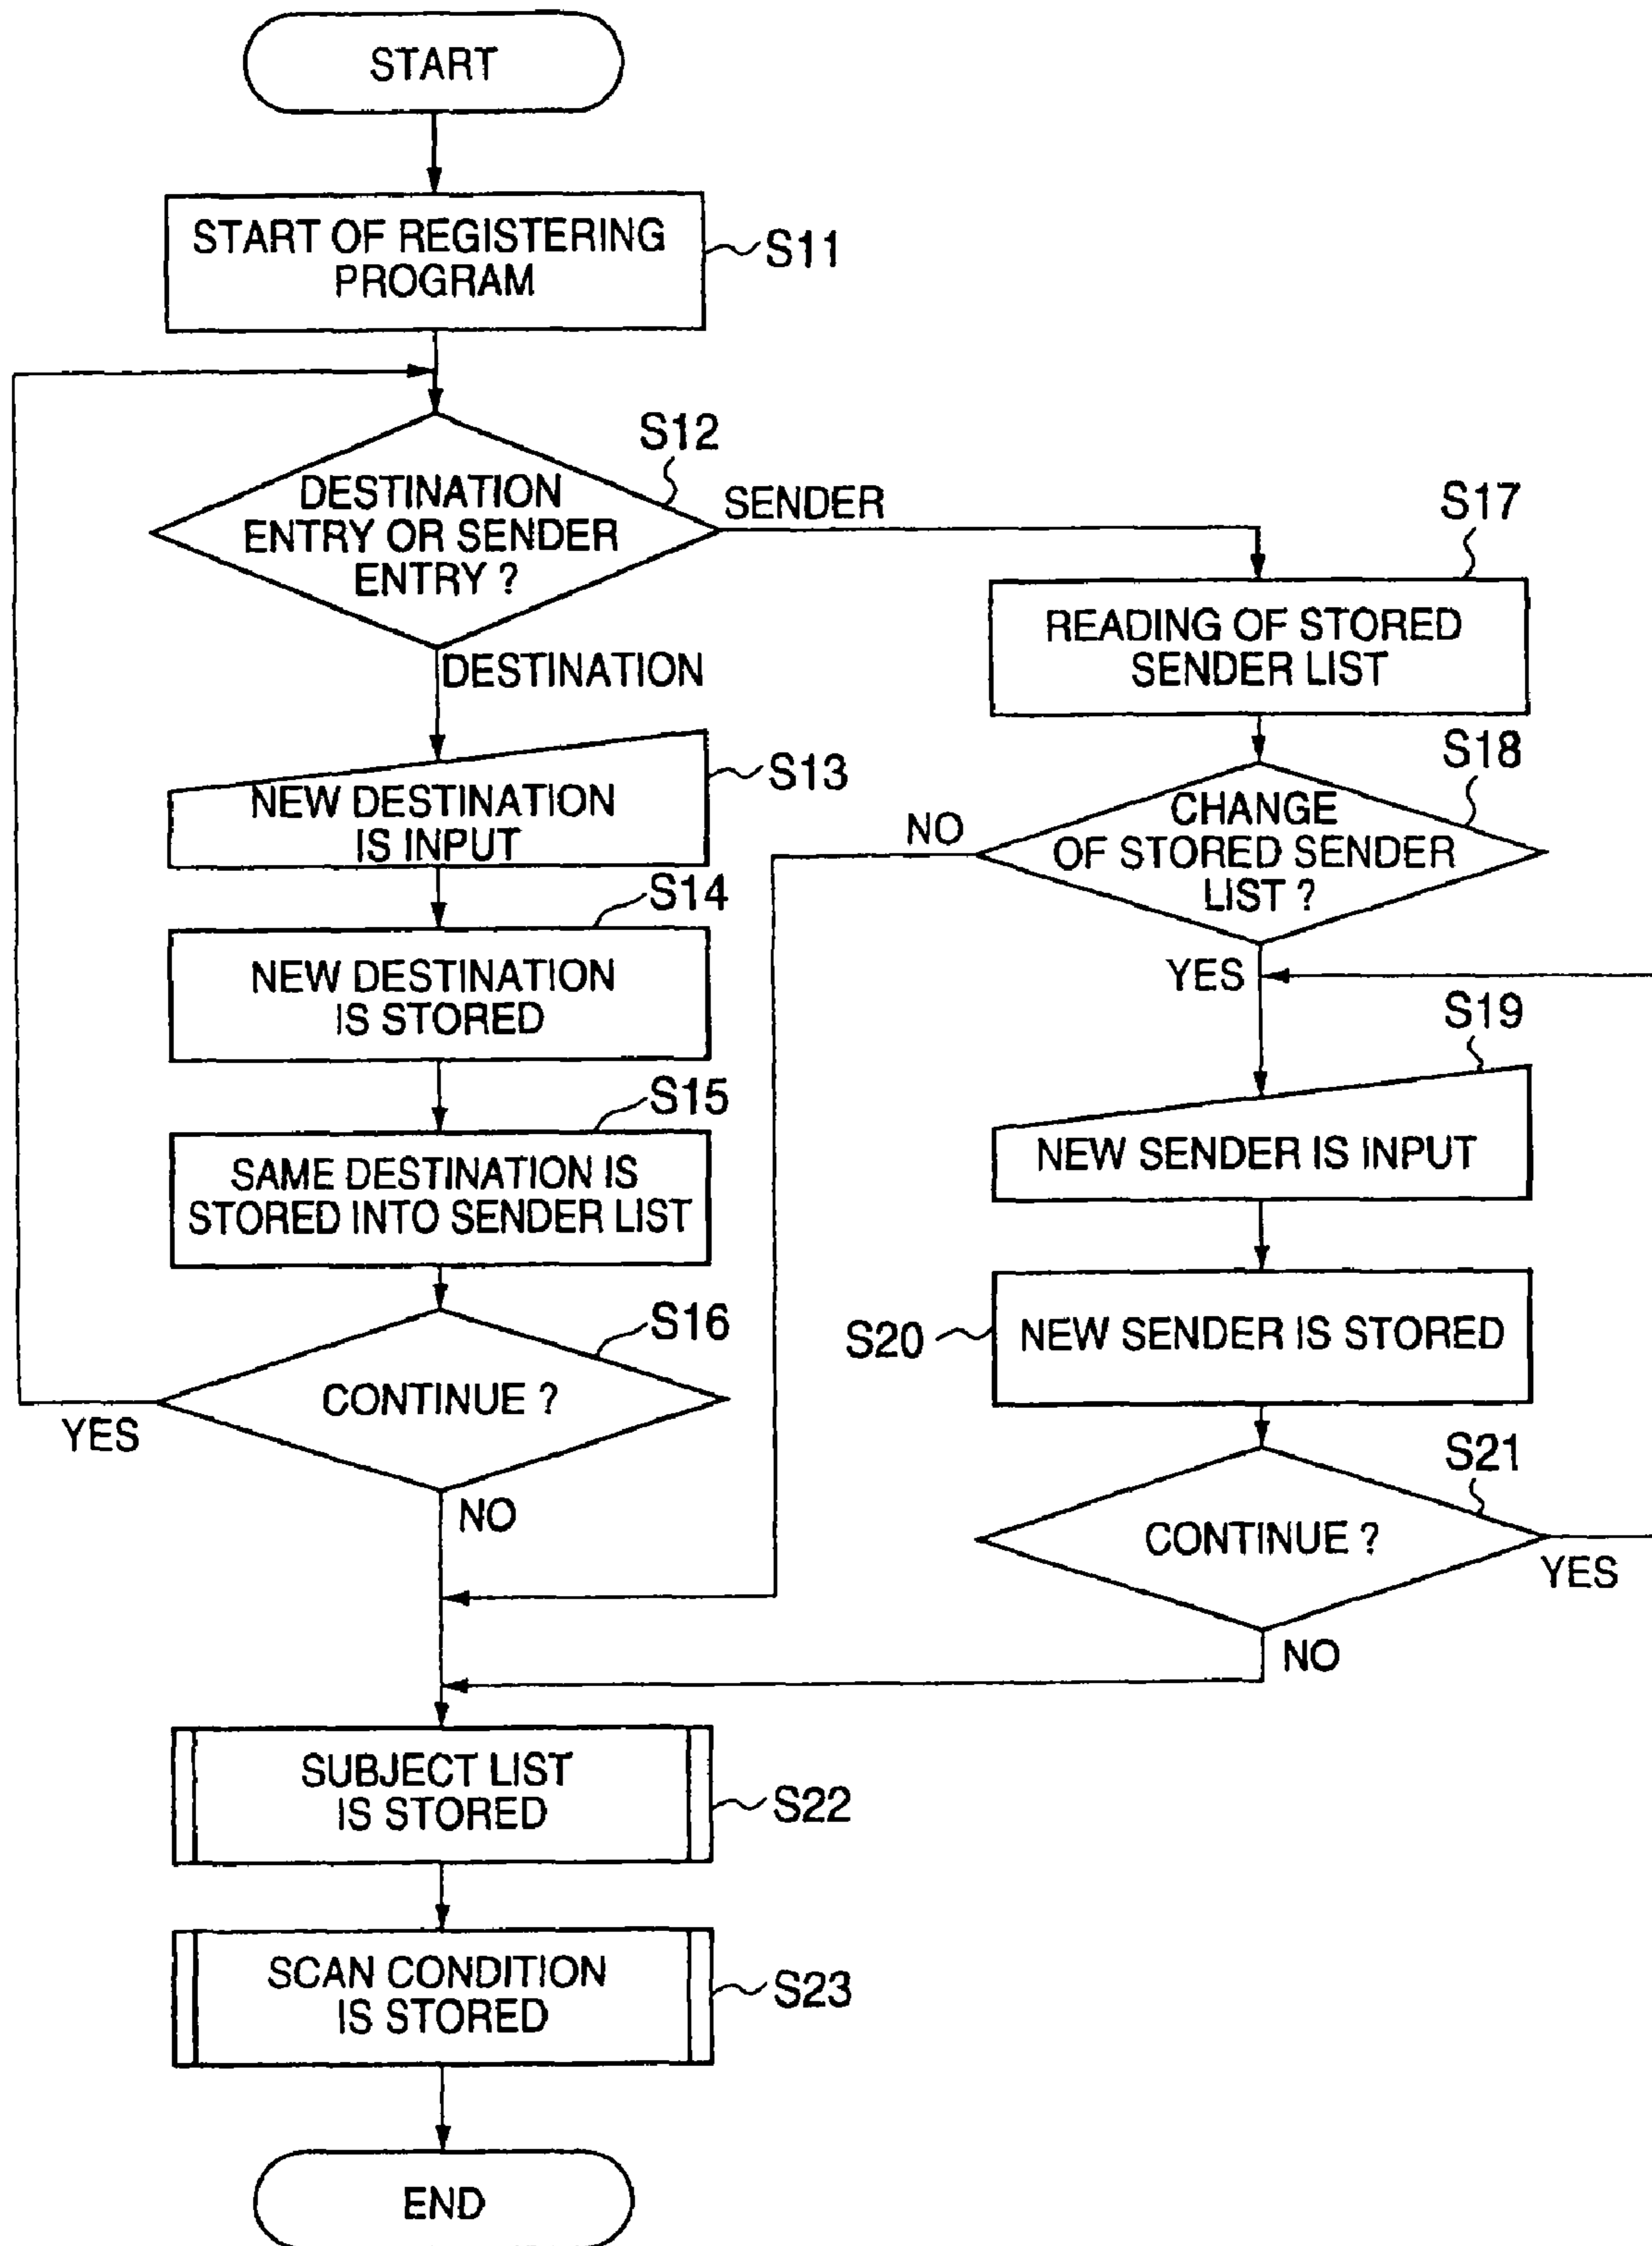 START
START OF REGISTERING
PROGRAM
S11
S12
DESTINATION
ENTRY OR SENDER
ENTRY ?
SENDER
DESTINATION
NEW DESTINATION
IS INPUT
S13
S14
NEW DESTINATION
IS STORED
S15
SAME DESTINATION IS
STORED INTO SENDER LIST
S16
CONTINUE ?
YES
NO
S17
READING OF STORED
SENDER LIST
S18
CHANGE
OF STORED SENDER
LIST ?
NO
YES
S19
NEW SENDER IS INPUT
S20
NEW SENDER IS STORED
S21
CONTINUE ?
YES
NO
SUBJECT LIST
IS STORED
S22
SCAN CONDITION
IS STORED
S23
END